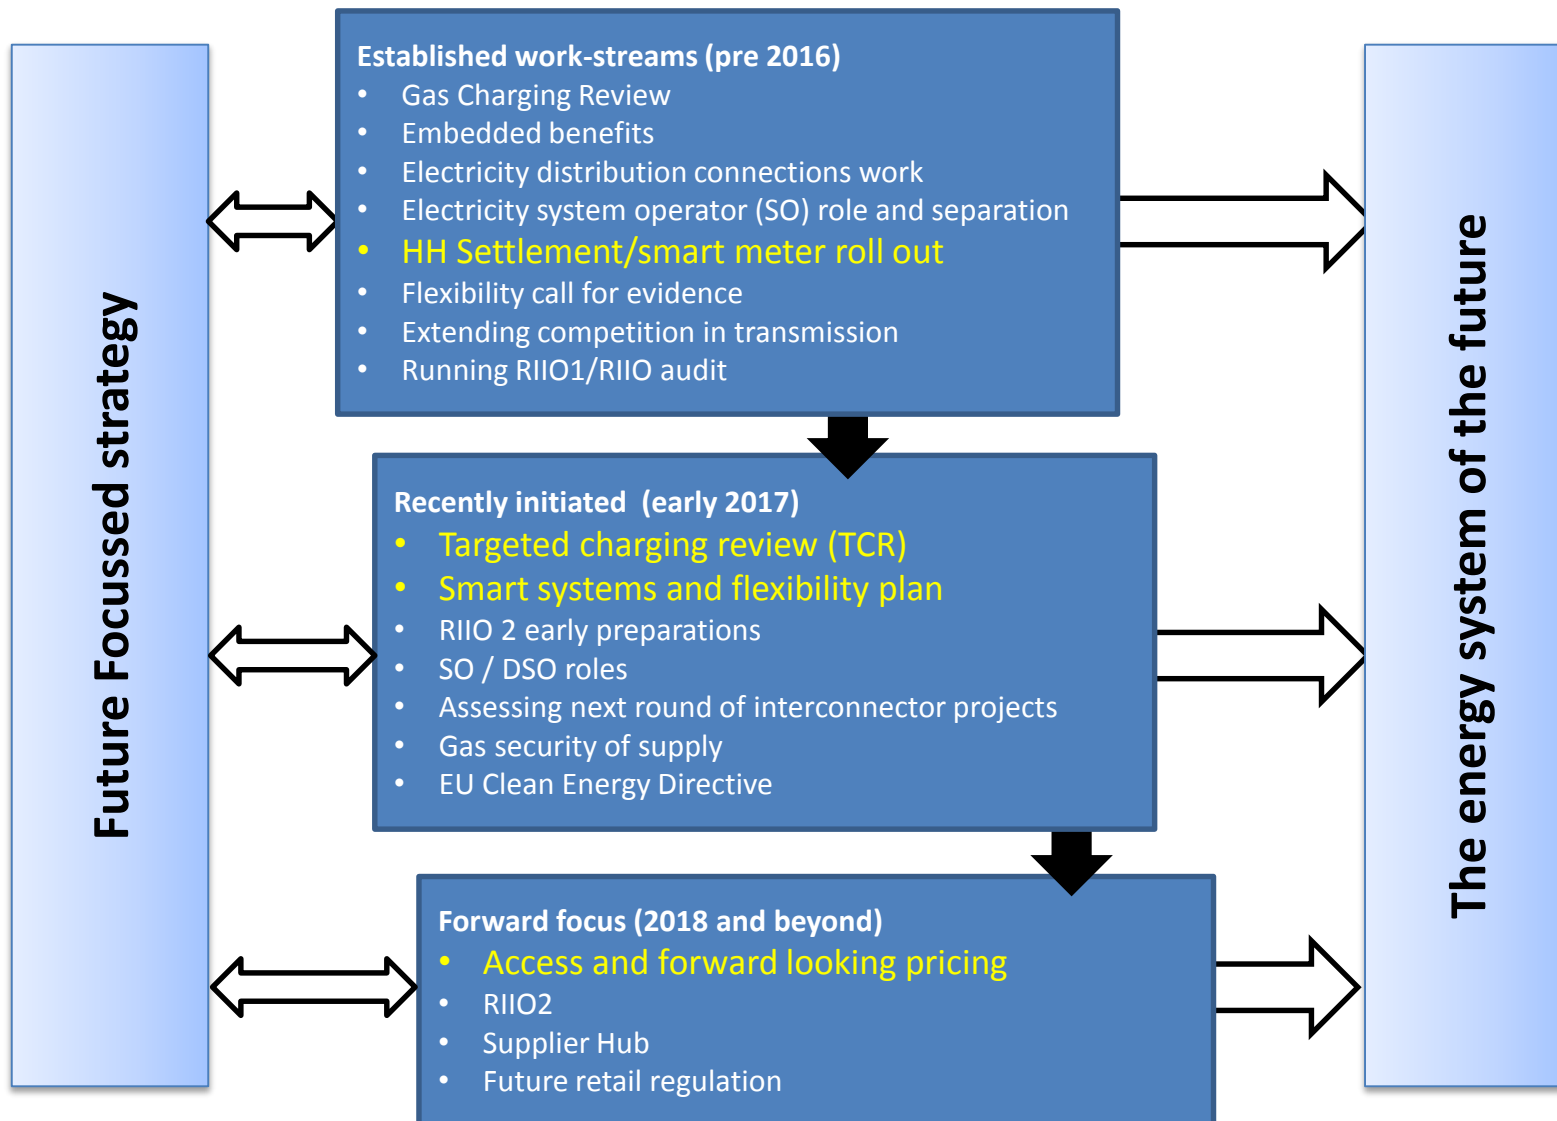 Future Focussed strategy
Established work-streams (pre 2016)
• Gas Charging Review
• Embedded benefits
• Electricity distribution connections work
• Electricity system operator (SO) role and separation
• HH Settlement/smart meter roll out
• Flexibility call for evidence
• Extending competition in transmission
• Running RIIO1/RIIO audit
Recently initiated (early 2017)
• Targeted charging review (TCR)
• Smart systems and flexibility plan
• RIIO 2 early preparations
• SO / DSO roles
• Assessing next round of interconnector projects
• Gas security of supply
• EU Clean Energy Directive
Forward focus (2018 and beyond)
• Access and forward looking pricing
• RIIO2
• Supplier Hub
• Future retail regulation
The energy system of the future